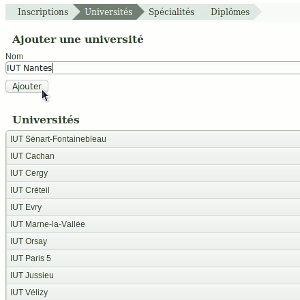 Inscriptions Universités Spécialités Diplômes
Ajouter une université
Nom
IUT Nantes
Ajouter
Universités
IUT Sénart-Fontainebleau
IUT Cachan
IUT Cergy
IUT Créteil
IUT Evry
IUT Marne-la-Vallée
IUT Orsay
IUT Paris 5
IUT Jussieu
IUT Vélizy